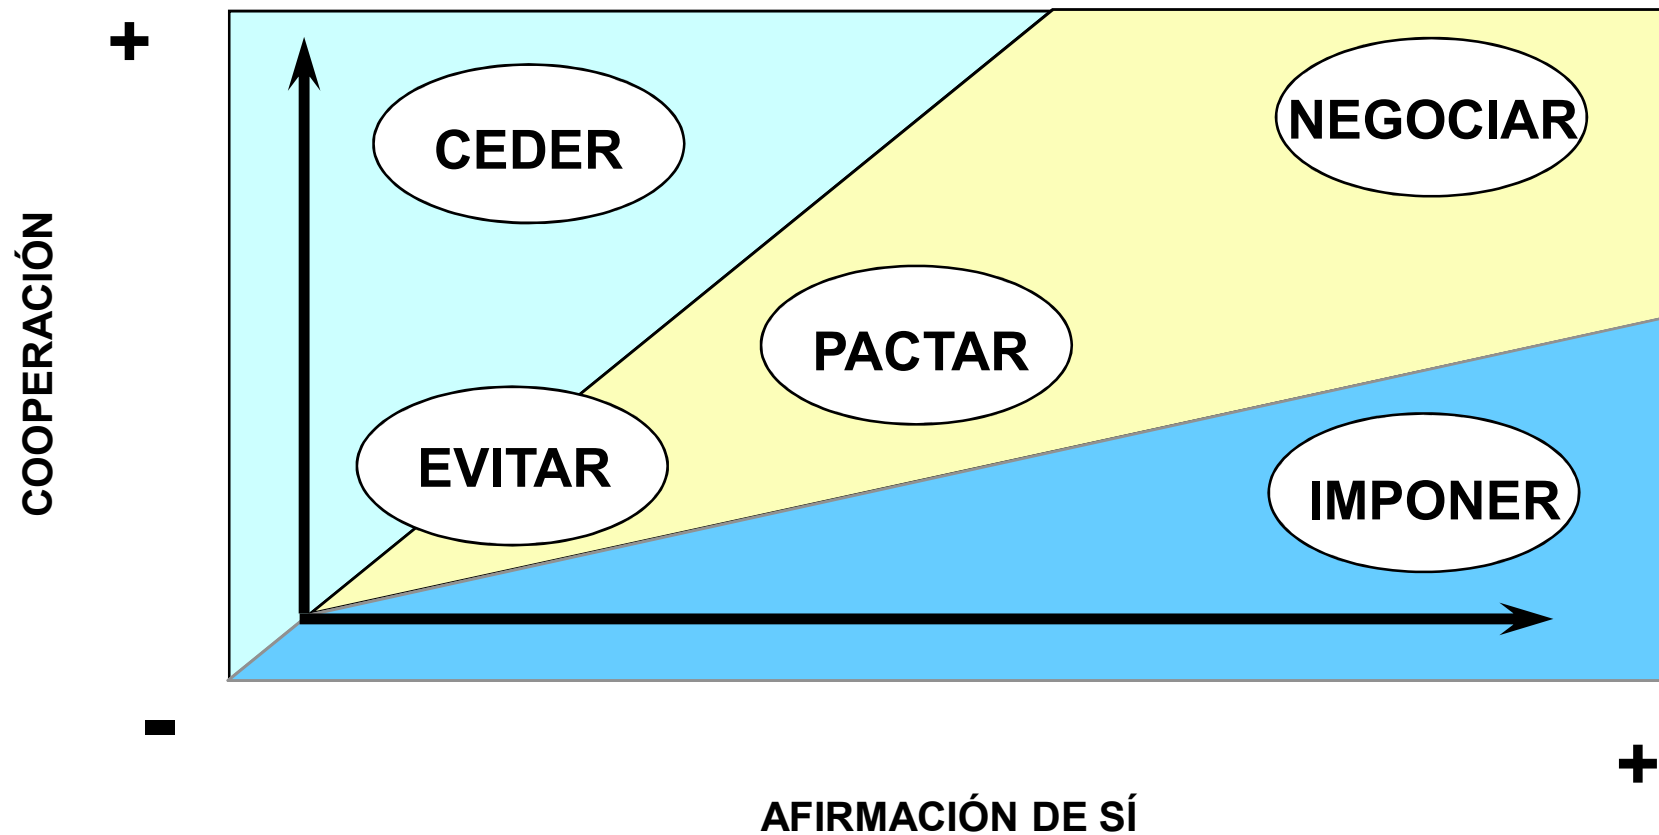 +
CEDER
NEGOCIAR
COOPERACIÓN
PACTAR
EVITAR
IMPONER
-
+
AFIRMACIÓN DE SÍ